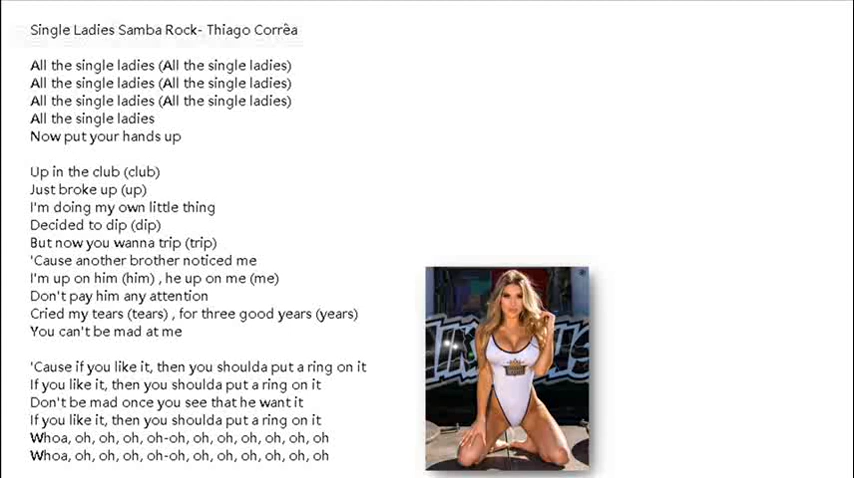 Single Ladies Samba Rock- Thiago Corrêa
All the single ladies (All the single ladies)
All the single ladies (All the single ladies)
All the single ladies (All the single ladies)
All the single ladies
Now put your hands up
Up in the club (club)
Just broke up (up)
I'm doing my own little thing
Decided to dip (dip)
But now you wanna trip (trip)
'Cause another brother noticed me
I'm up on him (him) , he up on me (me)
Don't pay him any attention
Cried my tears (tears) , for three good years (years)
You can't be mad at me
'Cause if you like it, then you shoulda put a ring on it
If you like it, then you shoulda put a ring on it
Don't be mad once you see that he want it
If you like it, then you shoulda put a ring on it
Whoa, oh, oh, oh, oh-oh, oh, oh, oh, oh, oh, oh
Whoa, oh, oh, oh, oh-oh, oh, oh, oh, oh, oh, oh